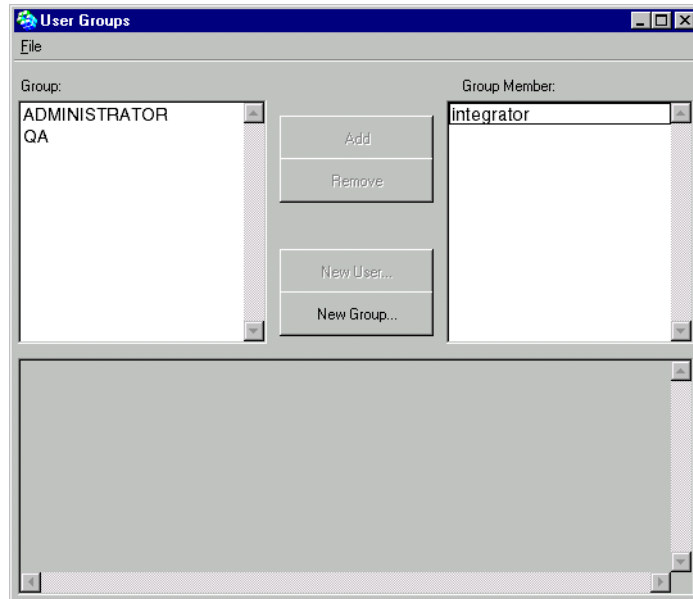 User Groups
File
Group:
Group Member:
ADMINISTRATOR
QA
integrator
Add
Remove
New User...
New Group...